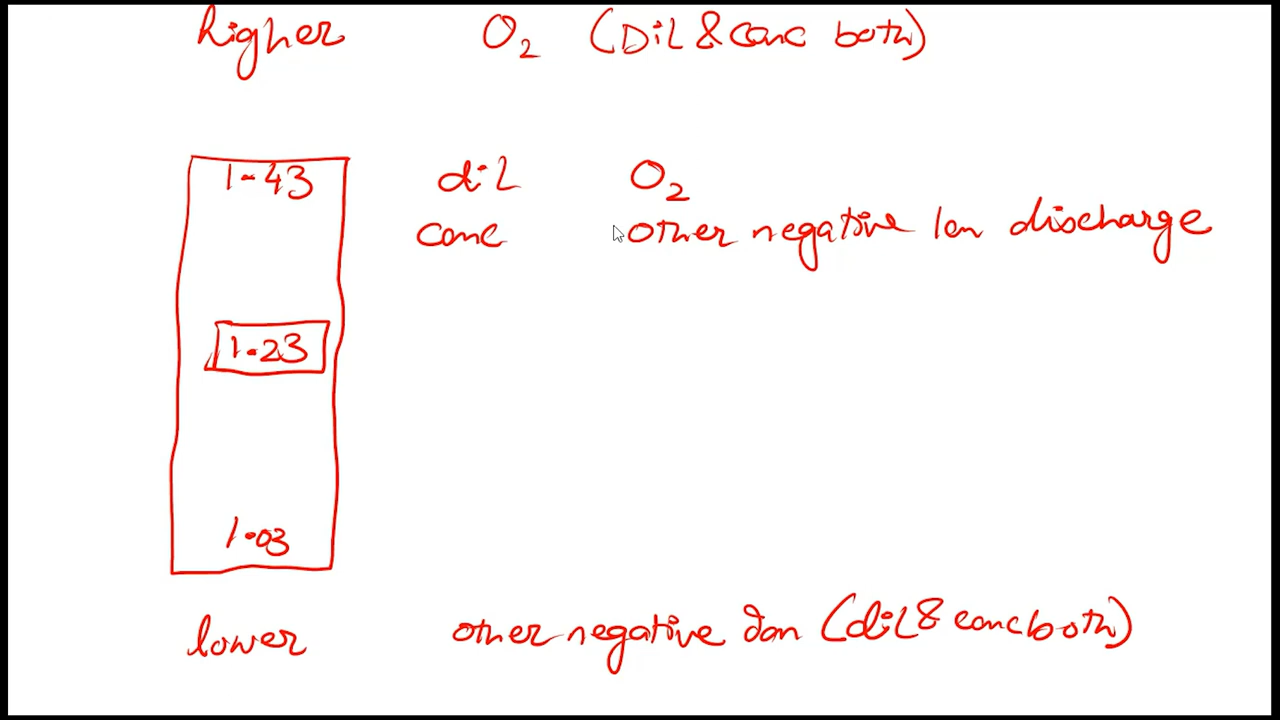 higher O₂ (Dil & conc both)
1.43 dil O₂
conc other negative Ion discharge
1.23
1.03
lower other negative Ion (dil & conc both)